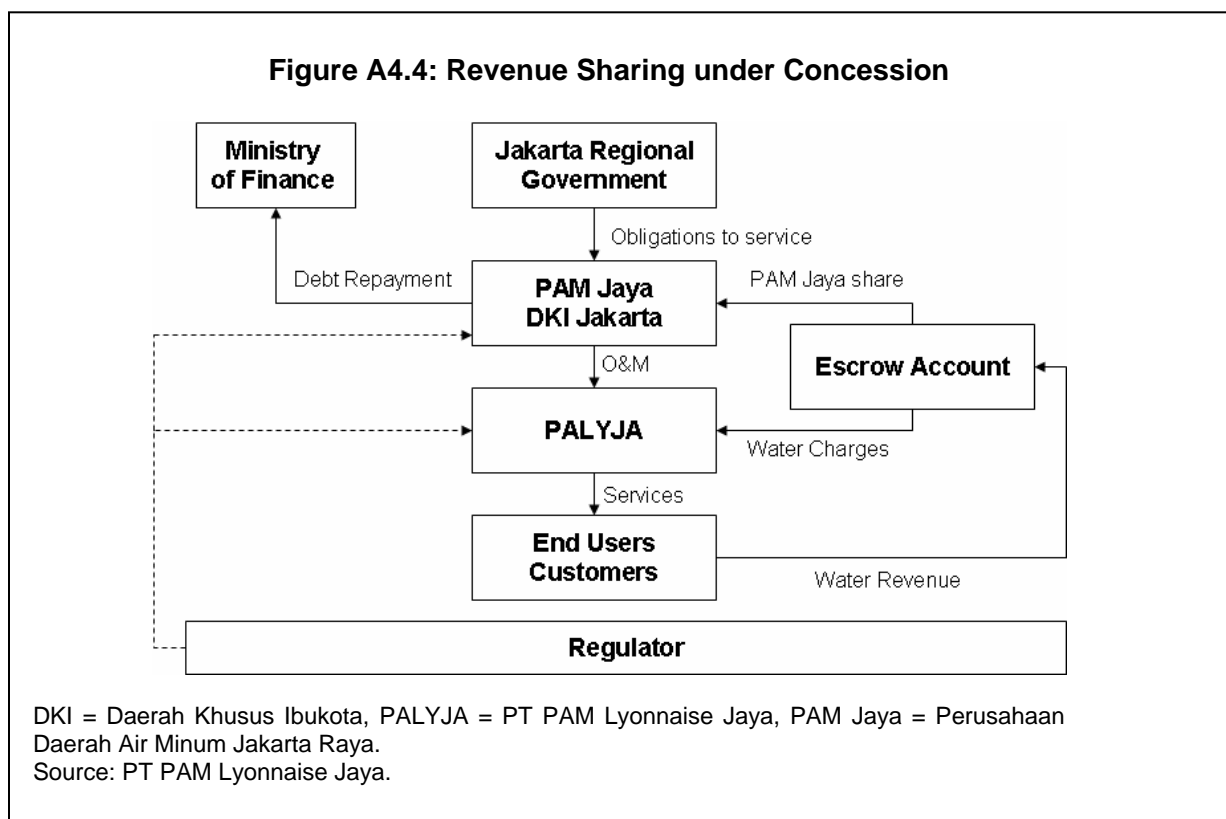 Figure A4.4: Revenue Sharing under Concession
Ministry
of Finance
Jakarta Regional
Government
Obligations to service
Debt Repayment
PAM Jaya share
PAM Jaya
DKI Jakarta
Escrow Account
O&M
PALYJA
Water Charges
Services
End Users
Customers
Water Revenue
Regulator
DKI = Daerah Khusus Ibukota, PALYJA = PT PAM Lyonnaise Jaya, PAM Jaya = Perusahaan
Daerah Air Minum Jakarta Raya.
Source: PT PAM Lyonnaise Jaya.